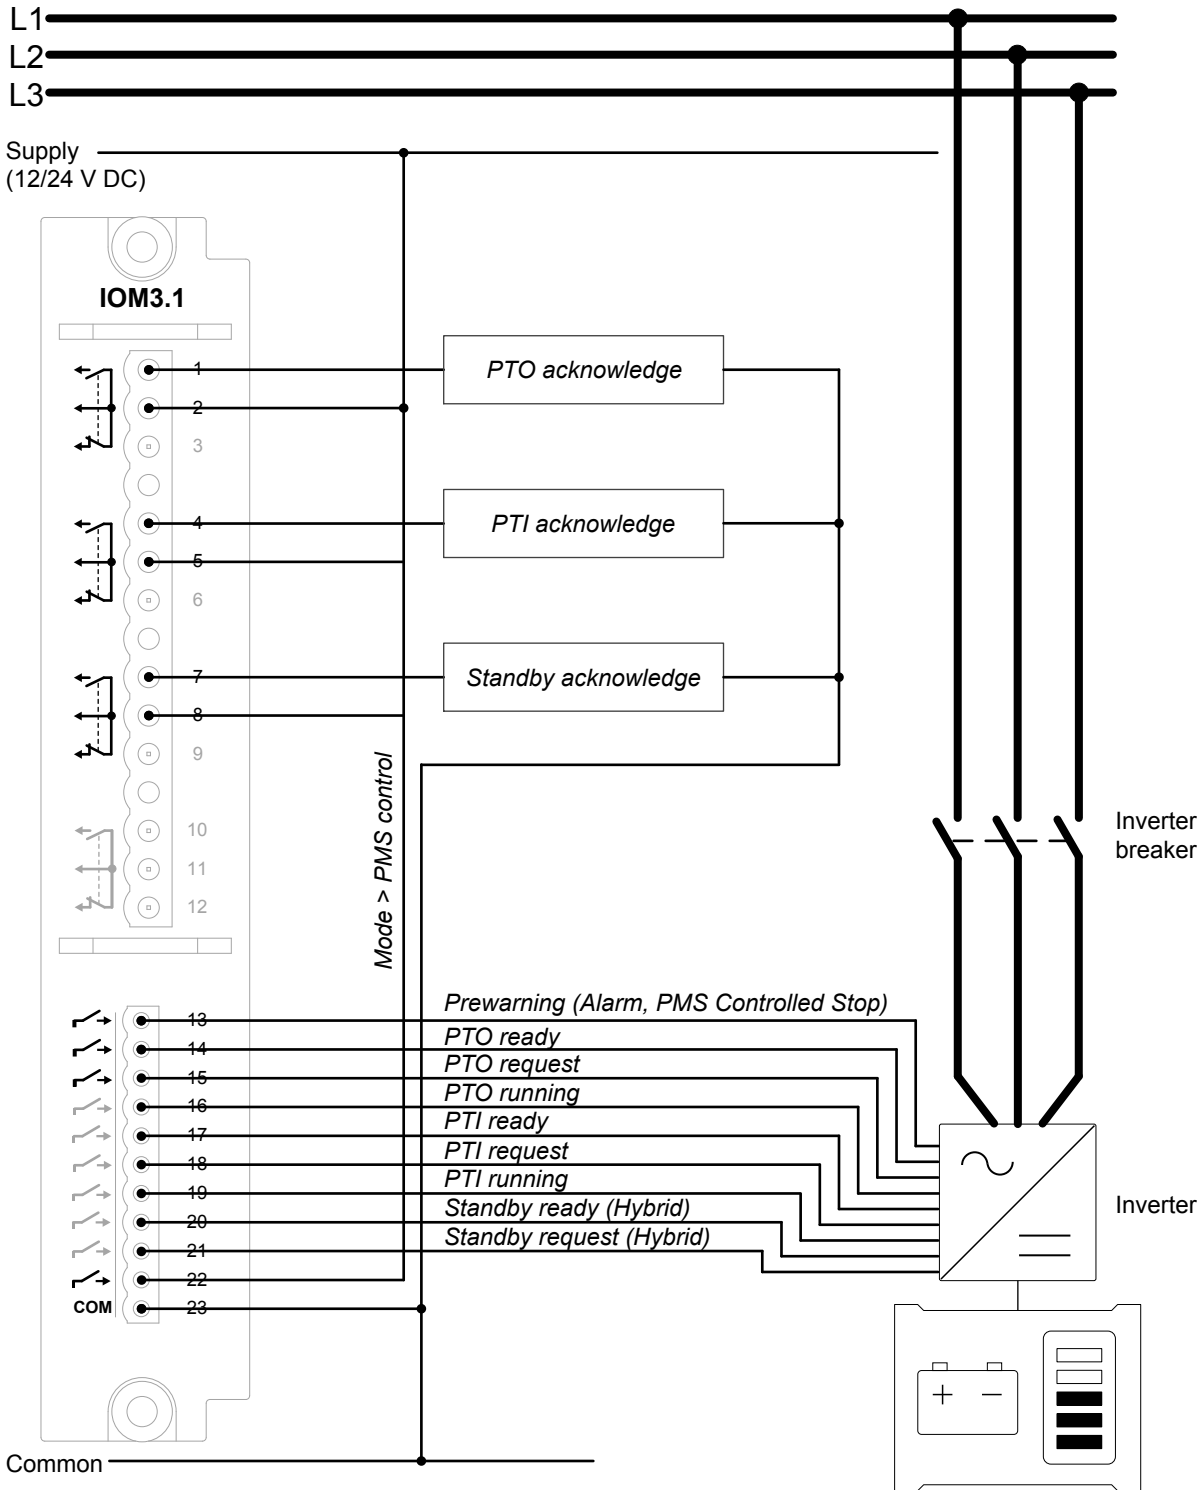 L1
L2
L3
Supply
(12/24 V DC)
IOM3.1
1
PTO acknowledge
2
3
4
PTI acknowledge
5
6
7
Standby acknowledge
8
9
10
11
12
Mode > PMS control
Inverter
breaker
13
Prewarning (Alarm, PMS Controlled Stop)
14
PTO ready
15
PTO request
16
PTO running
17
PTI ready
18
PTI request
19
PTI running
20
Standby ready (Hybrid)
21
Standby request (Hybrid)
22
COM
23
Inverter
+ −
Common